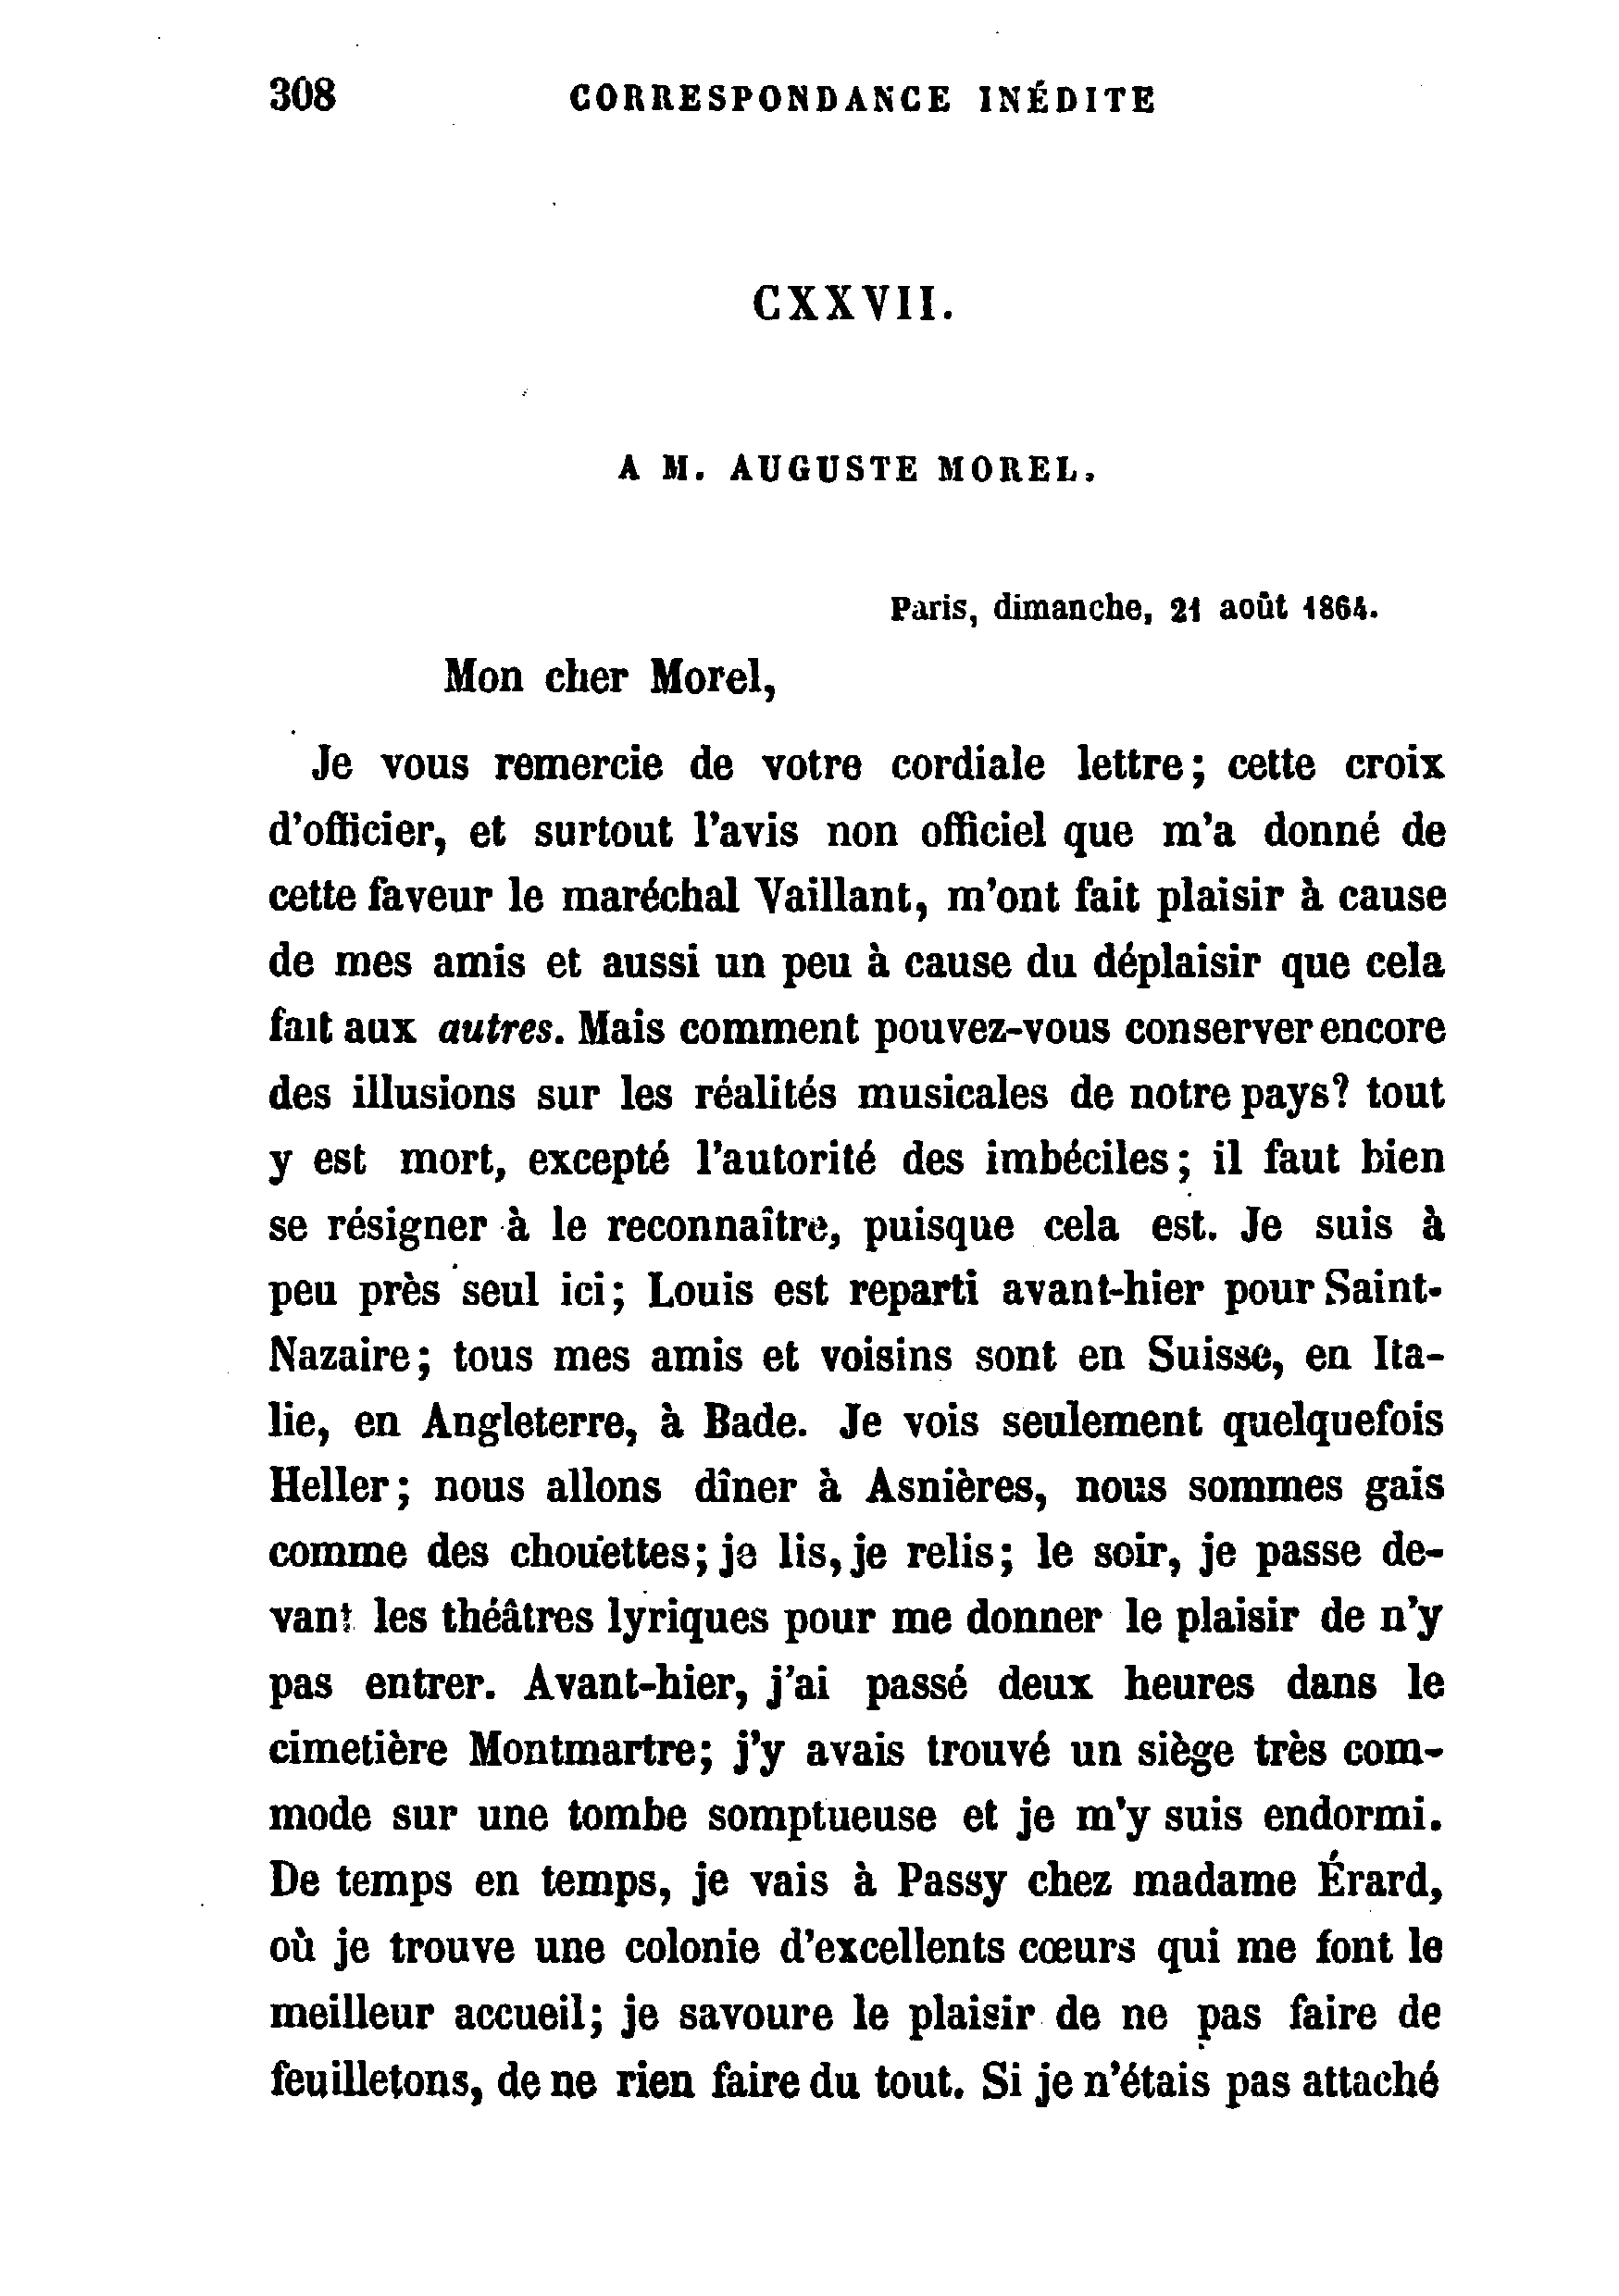 308 CORRESPONDANCE INÉDITE
CXXVII.
A M. AUGUSTE MOREL.
Paris, dimanche, 21 août 1864.
Mon cher Morel,
Je vous remercie de votre cordiale lettre; cette croix
d'officier, et surtout l'avis non officiel que m'a donné de
cette faveur le maréchal Vaillant, m'ont fait plaisir à cause
de mes amis et aussi un peu à cause du déplaisir que cela
fait aux autres. Mais comment pouvez-vous conserver encore
des illusions sur les réalités musicales de notre pays? tout
y est mort, excepté l'autorité des imbéciles; il faut bien
se résigner à le reconnaître, puisque cela est. Je suis à
peu près seul ici; Louis est reparti avant-hier pour Saint-
Nazaire; tous mes amis et voisins sont en Suisse, en Ita-
lie, en Angleterre, à Bade. Je vois seulement quelquefois
Heller; nous allons dîner à Asnières, nous sommes gais
comme des chouettes; je lis, je relis; le soir, je passe de-
vant les théâtres lyriques pour me donner le plaisir de n'y
pas entrer. Avant-hier, j'ai passé deux heures dans le
cimetière Montmartre; j'y avais trouvé un siège très com-
mode sur une tombe somptueuse et je m'y suis endormi.
De temps en temps, je vais à Passy chez madame Érard,
où je trouve une colonie d'excellents cœurs qui me font le
meilleur accueil; je savoure le plaisir de ne pas faire de
feuilletons, de ne rien faire du tout. Si je n'étais pas attaché